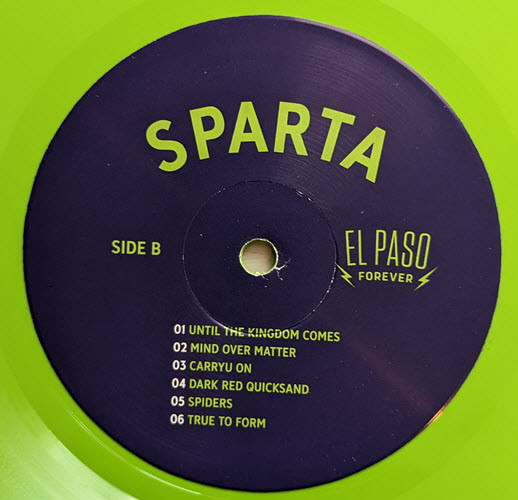 SPARTA
SIDE B
EL PASO
FOREVER
01 UNTIL THE KINGDOM COMES
02 MIND OVER MATTER
03 CARRYU ON
04 DARK RED QUICKSAND
05 SPIDERS
06 TRUE TO FORM